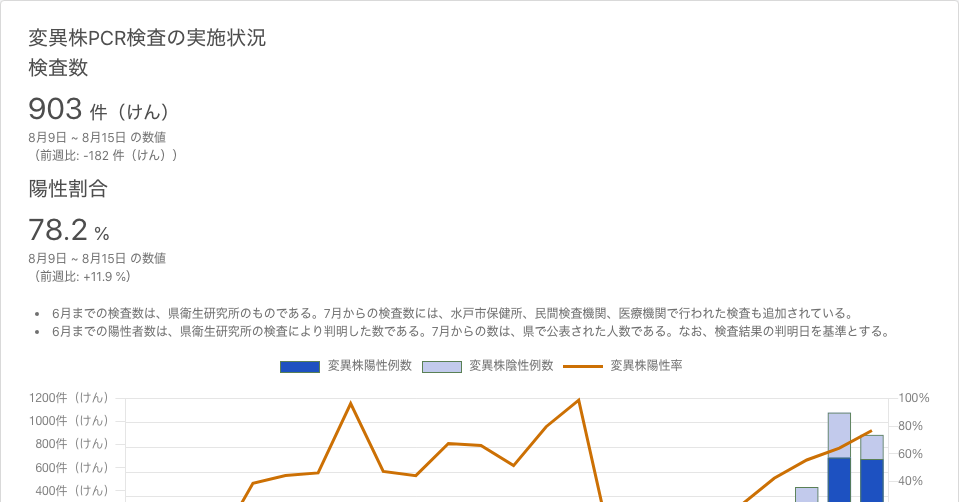 変異株PCR検査の実施状況
検査数
903 件（けん）
8月9日 ~ 8月15日 の数値
（前週比: -182 件（けん））
陽性割合
78.2 %
8月9日 ~ 8月15日 の数値
（前週比: +11.9 %）
• 6月までの検査数は、県衛生研究所のものである。7月からの検査数には、水戸市保健所、民間検査機関、医療機関で行われた検査も追加されている。
• 6月までの陽性者数は、県衛生研究所の検査により判明した数である。7月からの数は、県で公表された人数である。なお、検査結果の判明日を基準とする。
変異株陽性例数 変異株陰性例数 変異株陽性率
1200件（けん） 100%
1000件（けん） 80%
800件（けん） 60%
600件（けん） 40%
400件（けん）